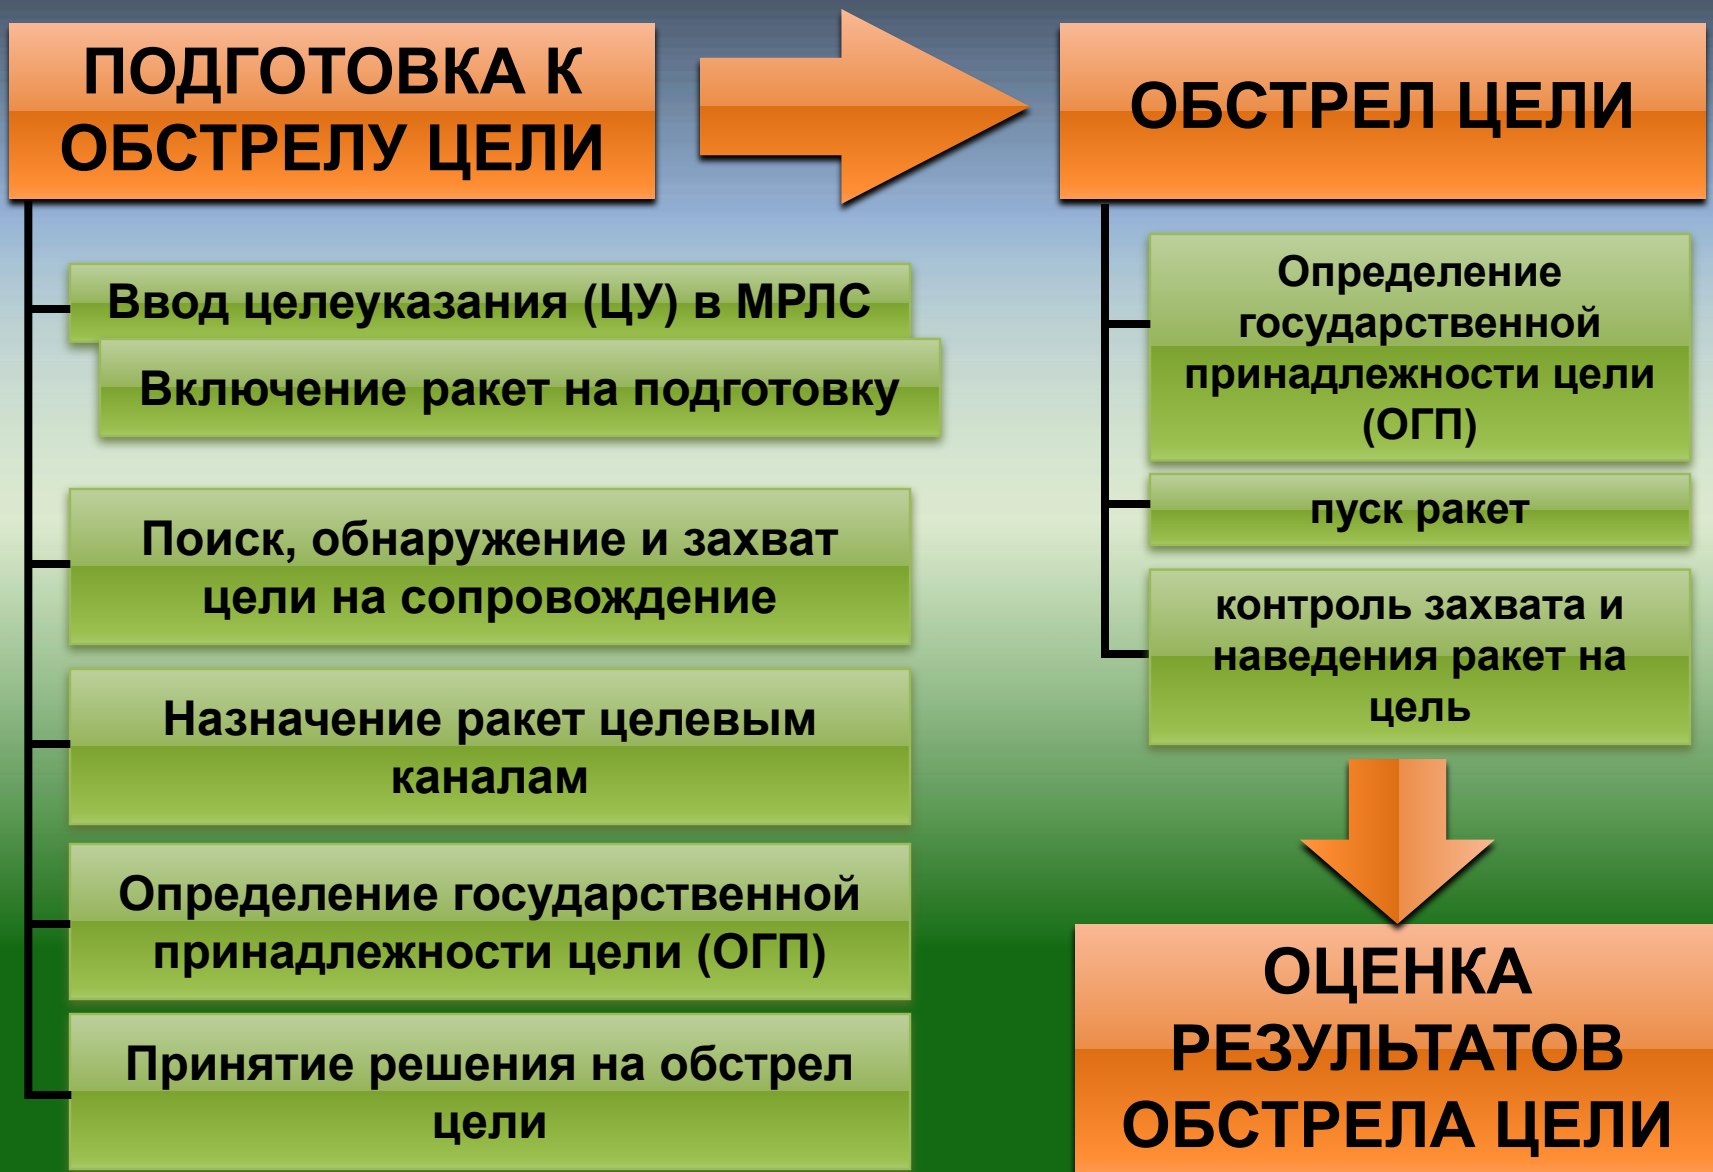 ПОДГОТОВКА К
ОБСТРЕЛУ ЦЕЛИ
Ввод целеуказания (ЦУ) в МРЛС
Включение ракет на подготовку
Поиск, обнаружение и захват
цели на сопровождение
Назначение ракет целевым
каналам
Определение государственной
принадлежности цели (ОГП)
Принятие решения на обстрел
цели
ОБСТРЕЛ ЦЕЛИ
Определение
государственной
принадлежности цели
(ОГП)
пуск ракет
контроль захвата и
наведения ракет на
цель
ОЦЕНКА
РЕЗУЛЬТАТОВ
ОБСТРЕЛА ЦЕЛИ